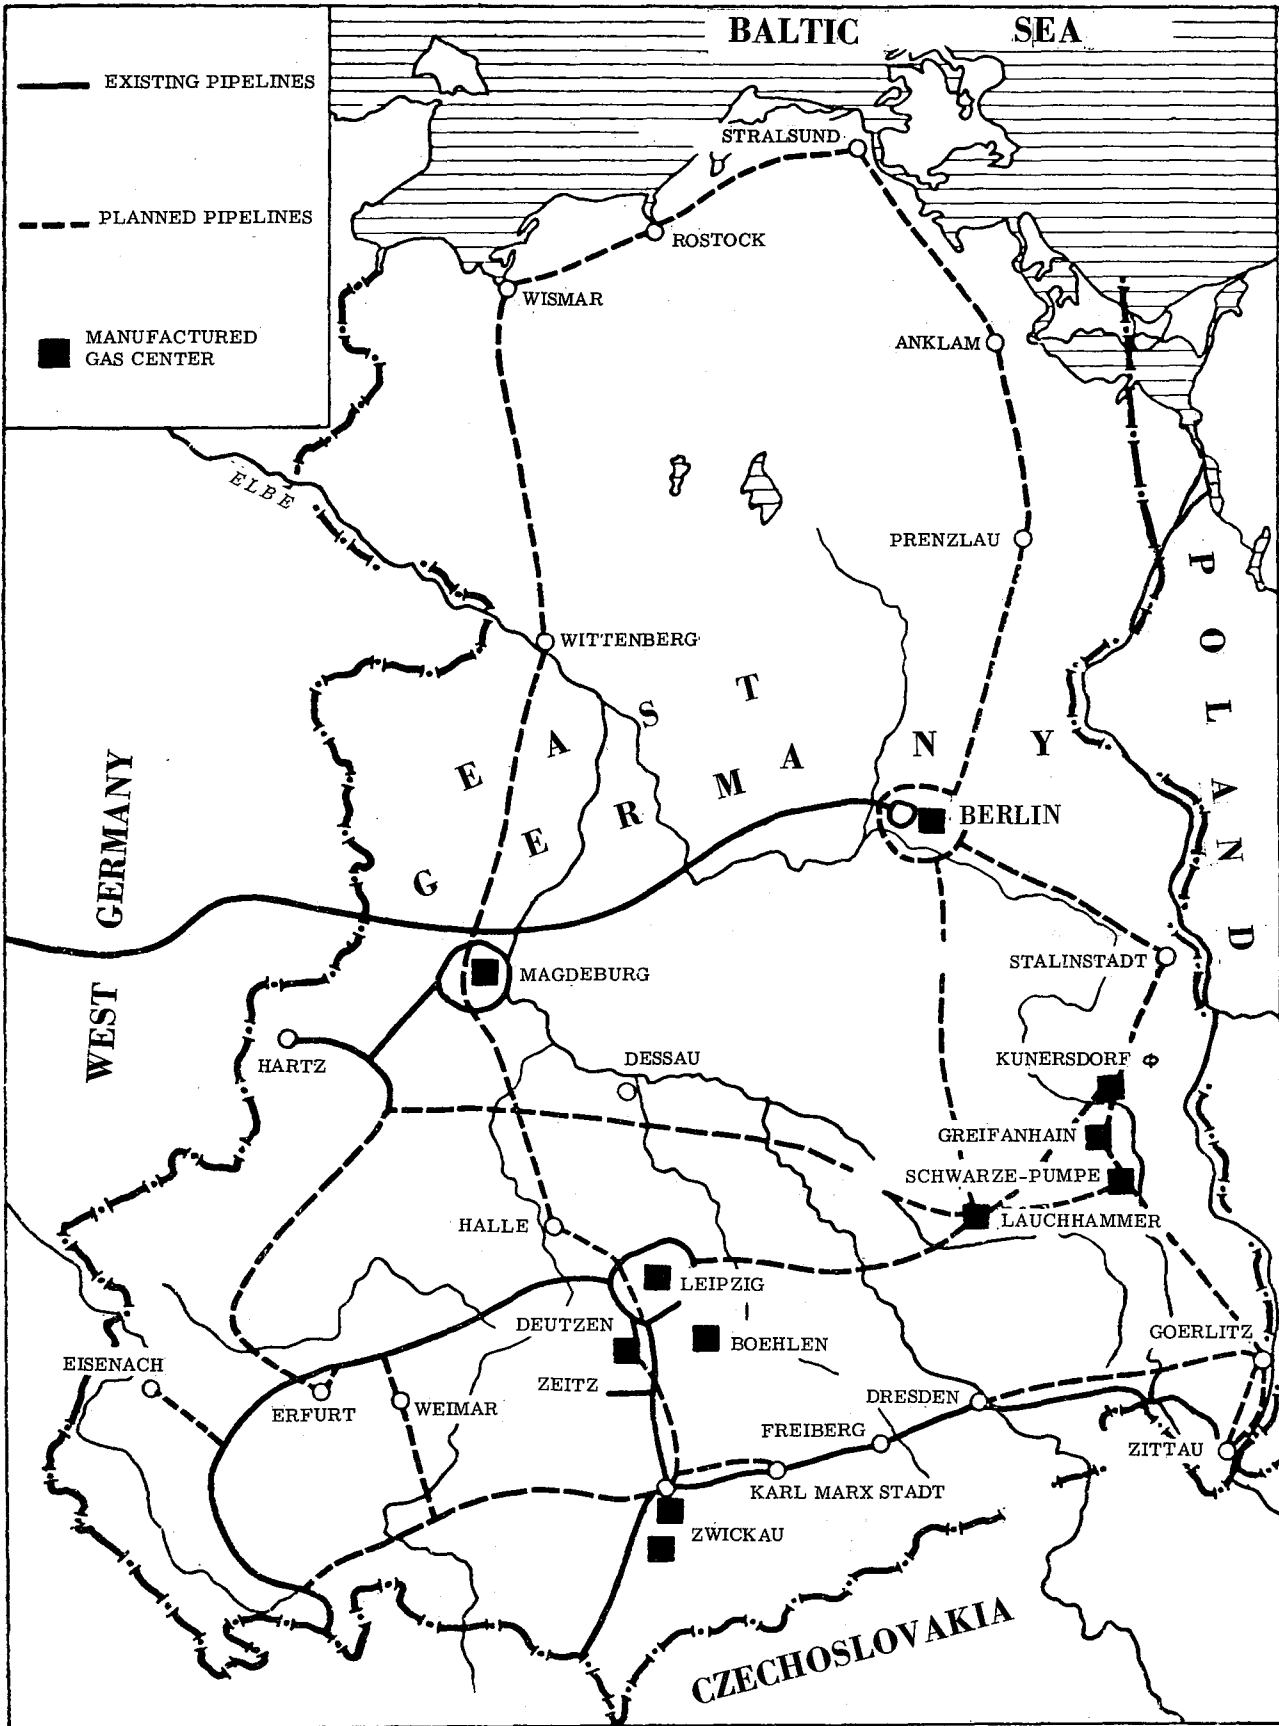 BALTIC SEA
EXISTING PIPELINES
PLANNED PIPELINES
MANUFACTURED
GAS CENTER
STRALSUND
ROSTOCK
WISMAR
ANKLAM
ELBE
PRENZLAU
WITTENBERG
POLAND
EAST
GERMANY
WEST GERMANY
BERLIN
STALINSTADT
MAGDEBURG
HARTZ
DESSAU
KUNERSDORF
GREIFANHAIN
SCHWARZE-PUMPE
LAUCHHAMMER
HALLE
LEIPZIG
DEUTZEN
BOEHLEN
GOERLITZ
EISENACH
ZEITZ
ERFURT
WEIMAR
DRESDEN
FREIBERG
ZITTAU
KARL MARX STADT
ZWICKAU
CZECHOSLOVAKIA